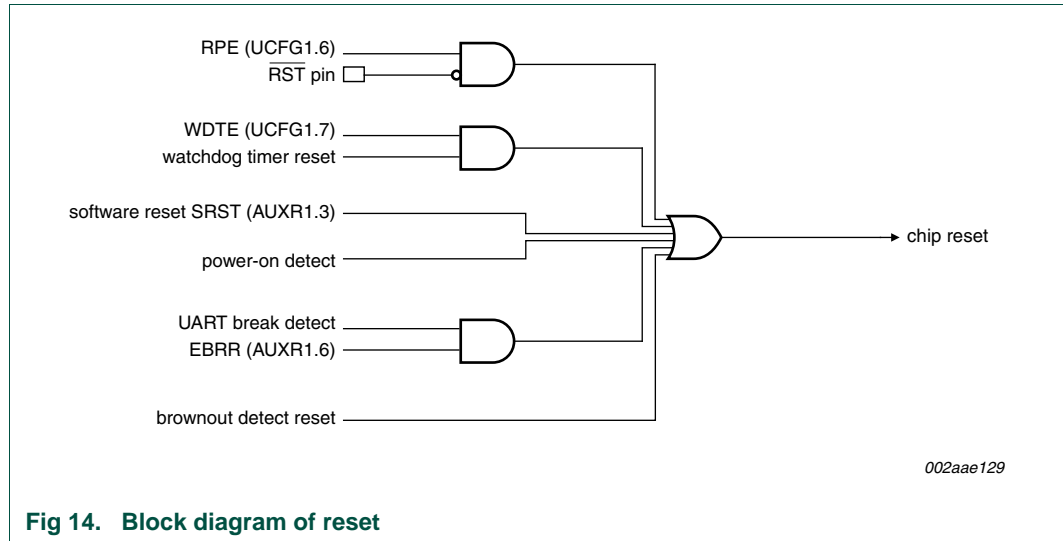 RPE (UCFG1.6)
RST pin
WDTE (UCFG1.7)
watchdog timer reset
software reset SRST (AUXR1.3)
power-on detect
UART break detect
EBRR (AUXR1.6)
brownout detect reset
chip reset
002aae129
Fig 14. Block diagram of reset